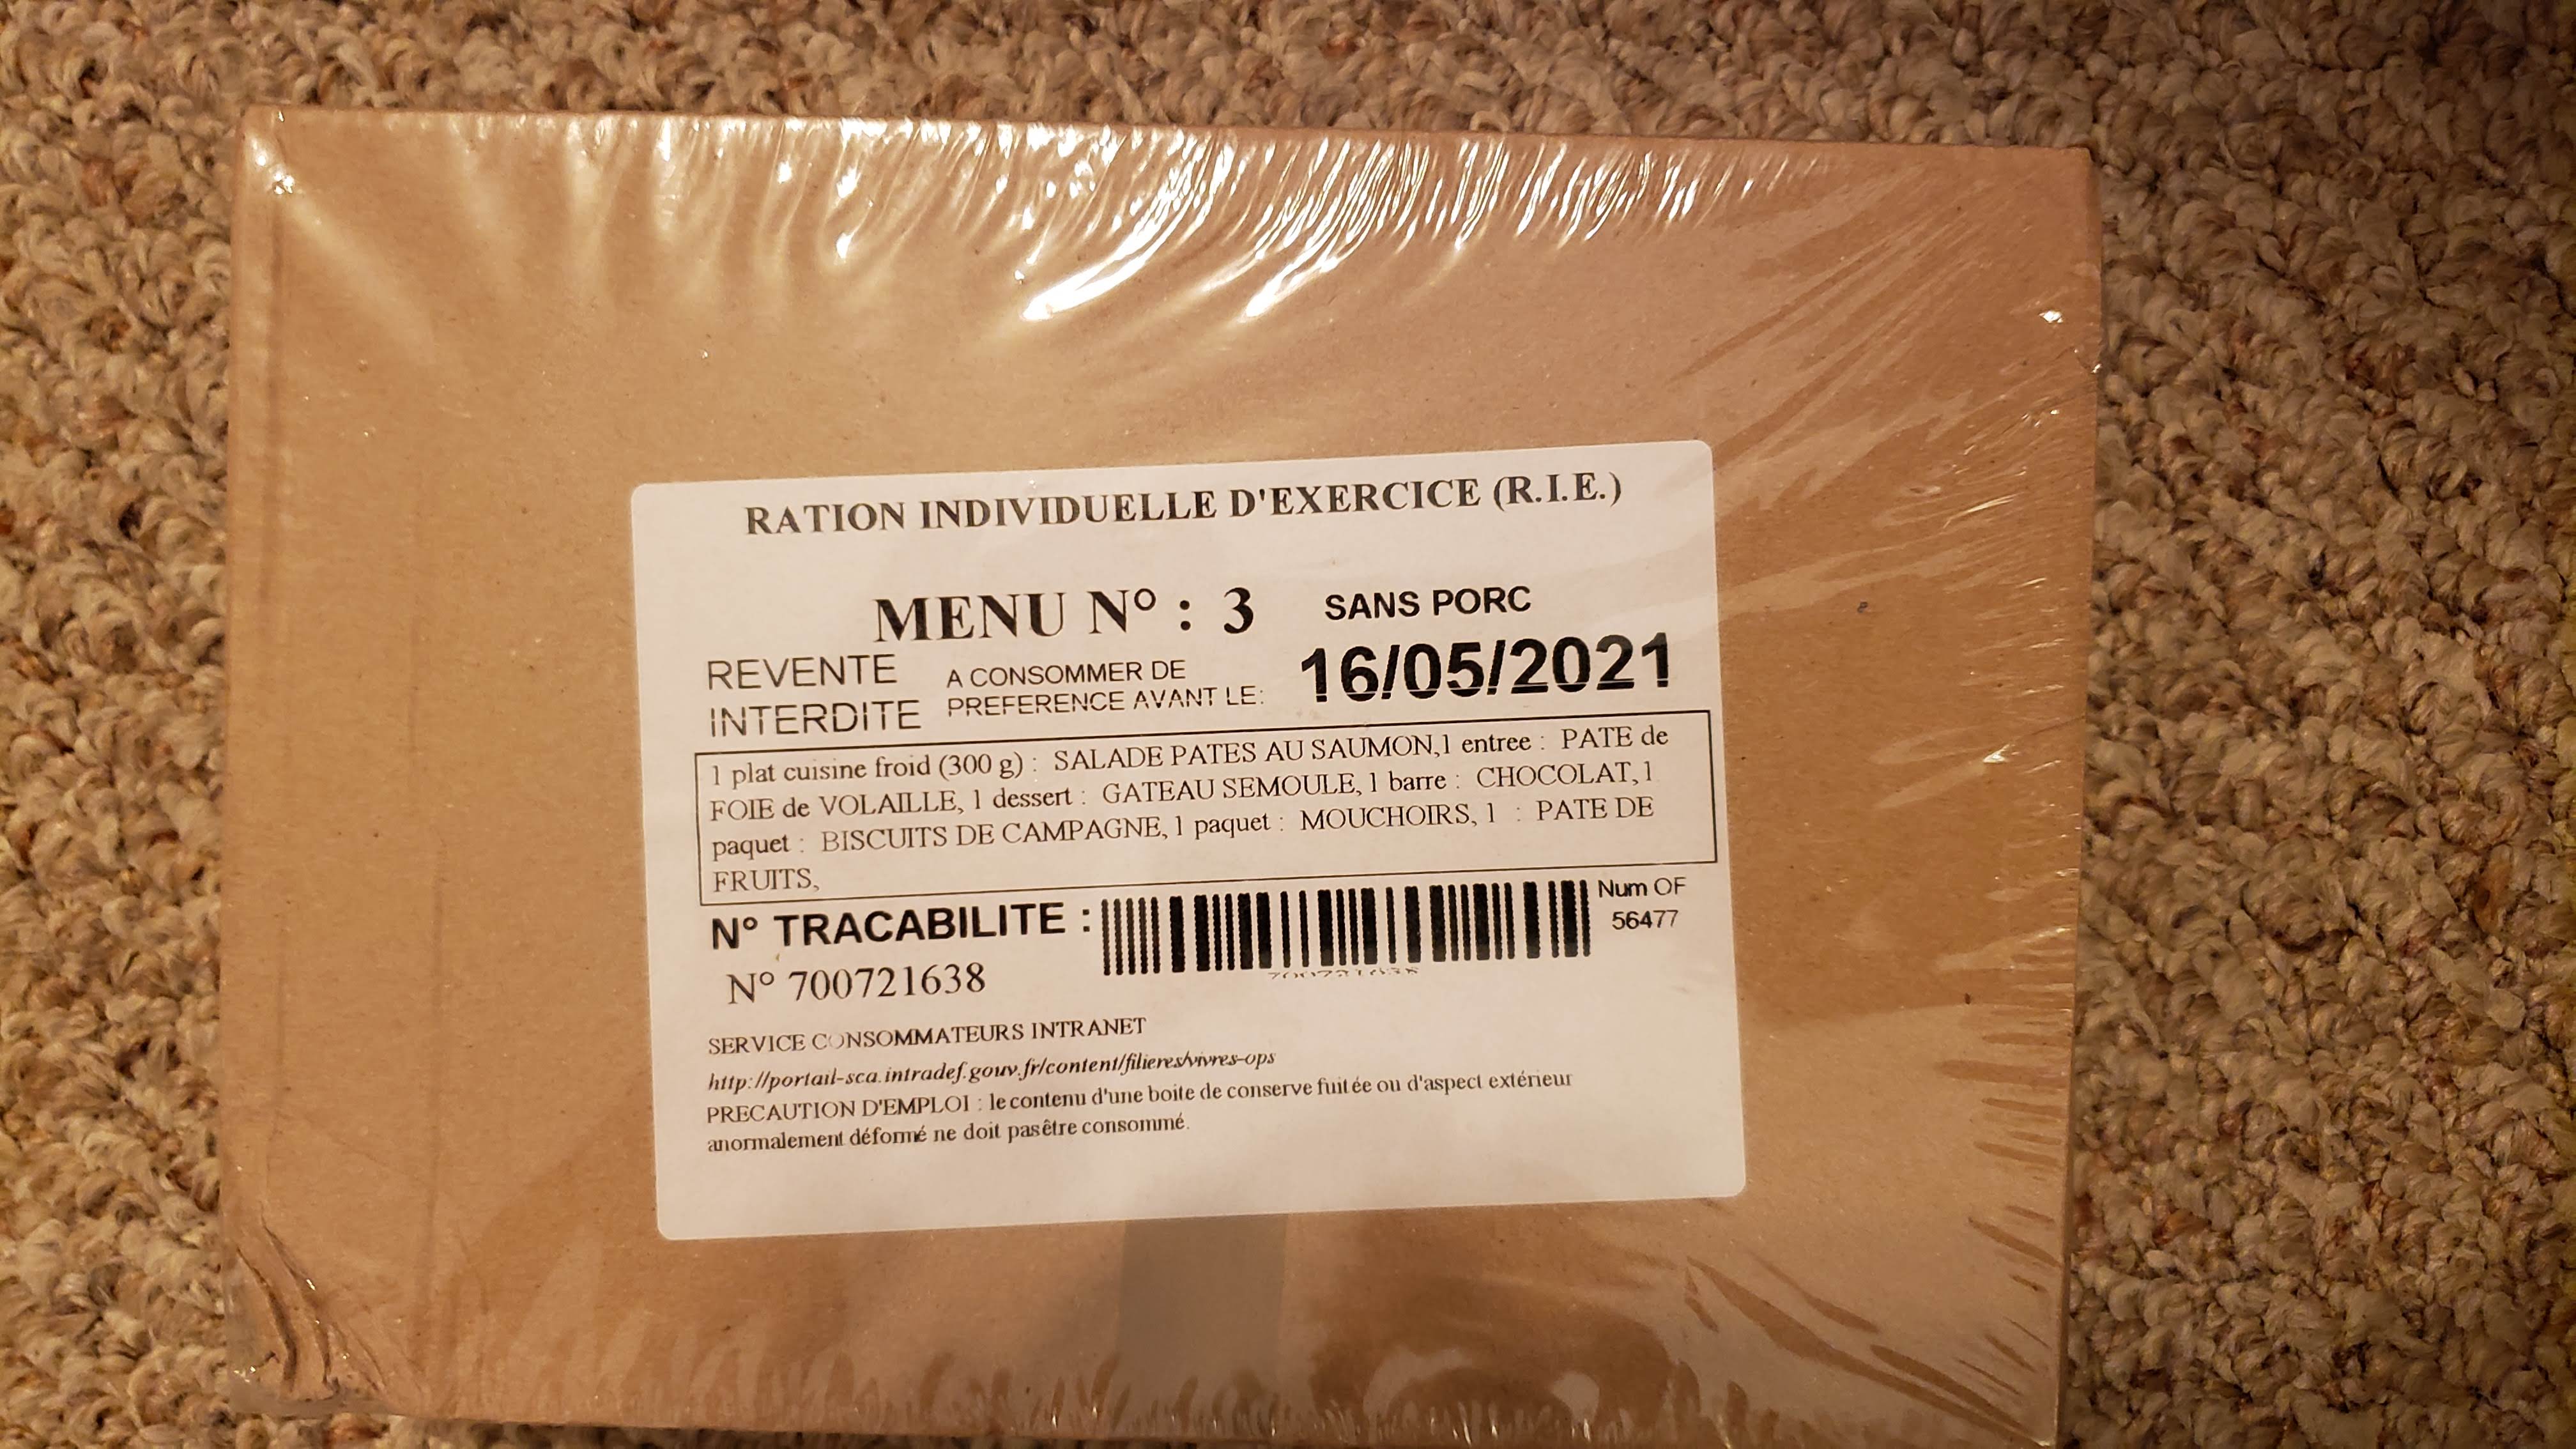 RATION INDIVIDUELLE D'EXERCICE (R.I.E.)
MENU N° : 3 SANS PORC
REVENTE INTERDITE
A CONSOMMER DE PREFERENCE AVANT LE:
16/05/2021
1 plat cuisine froid (300 g) : SALADE PATES AU SAUMON,1 entree : PATE de
FOIE de VOLAILLE, 1 dessert : GATEAU SEMOULE, 1 barre : CHOCOLAT, 1
paquet : BISCUITS DE CAMPAGNE, 1 paquet : MOUCHOIRS, 1 : PATE DE
FRUITS,
N° TRACABILITE :
N° 700721638
700721638
Num OF
56477
SERVICE CONSOMMATEURS INTRANET
http://portail-sca.intradef.gouv.fr/content/filieres/vivres-ops
PRECAUTION D'EMPLOI : le contenu d'une boite de conserve fuitée ou d'aspect extérieur
anormalement déformé ne doit pas être consommé.